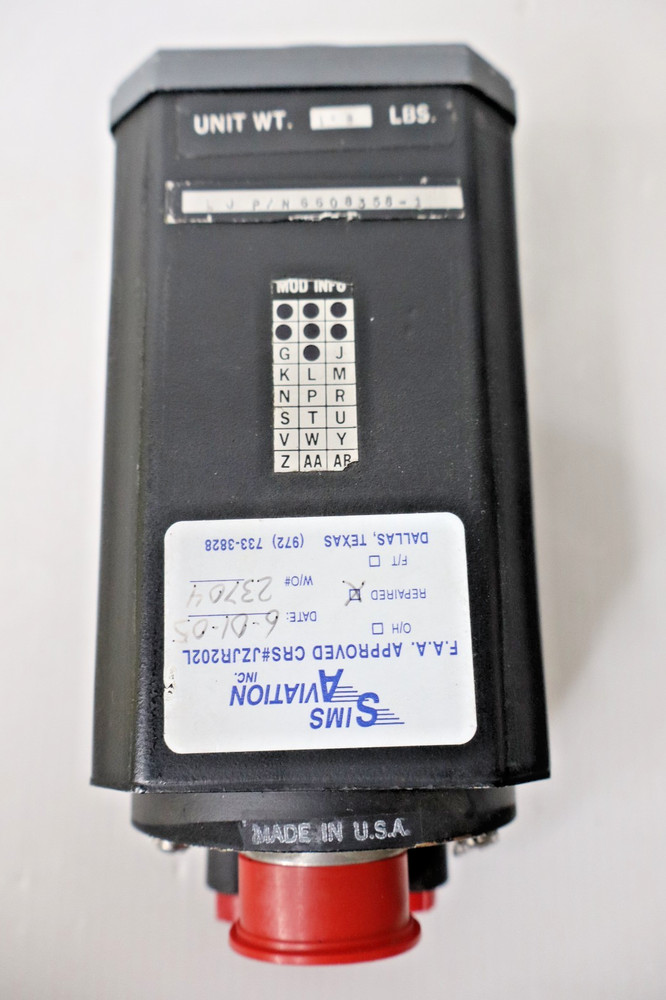 UNIT WT. LBS.
P/N 6608358-1
MOD INFO
G J
K L M
N P R
S T U
V W Y
Z AA AB
SIMS
AVIATION
INC.
F.A.A. APPROVED CRS#JZJR202L
O/H DATE: 6-01-05
REPAIRED X W/O# 23704
F/T
DALLAS, TEXAS (972) 733-3828
MADE IN U.S.A